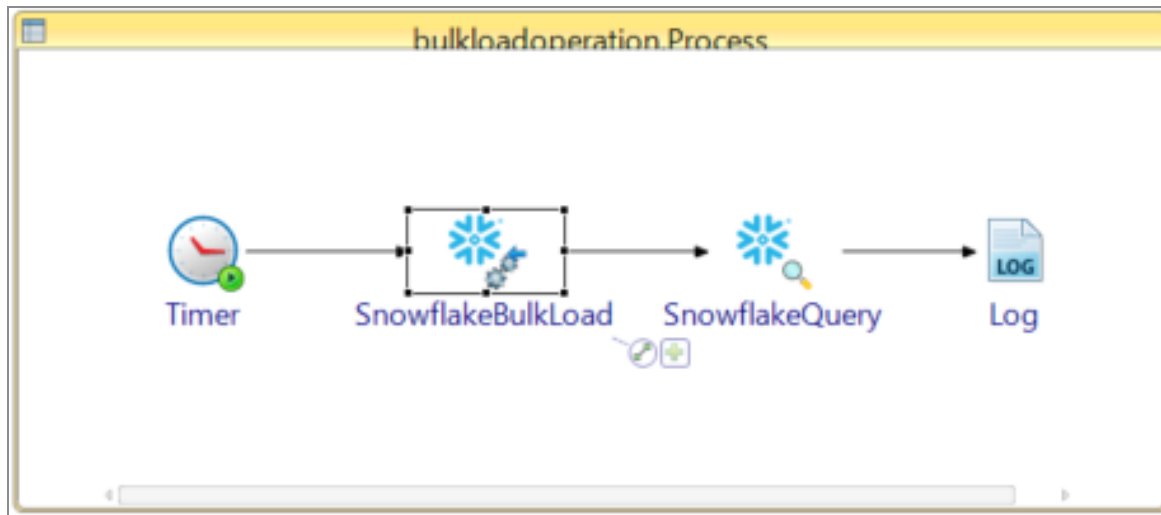 bulkloadoperation.Process
LOG
Timer
SnowflakeBulkLoad
SnowflakeQuery
Log